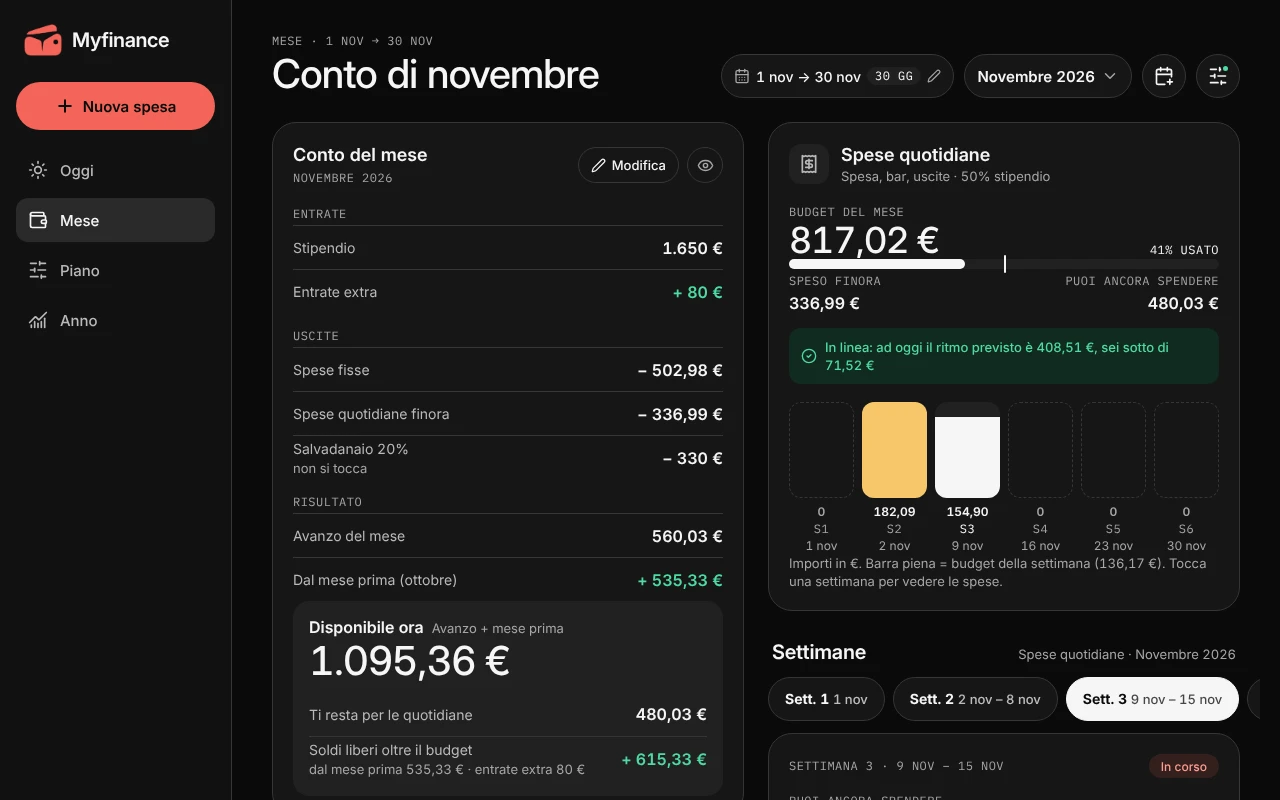 Myfinance
Nuova spesa
Oggi
Mese
Piano
Anno
MESE · 1 NOV → 30 NOV
Conto di novembre
1 nov → 30 nov 30 GG
Novembre 2026
Conto del mese
NOVEMBRE 2026
Modifica
ENTRATE
Stipendio 1.650 €
Entrate extra + 80 €
USCITE
Spese fisse – 502,98 €
Spese quotidiane finora – 336,99 €
Salvadanaio 20%
non si tocca
– 330 €
RISULTATO
Avanzo del mese 560,03 €
Dal mese prima (ottobre) + 535,33 €
Disponibile ora Avanzo + mese prima
1.095,36 €
Ti resta per le quotidiane 480,03 €
Soldi liberi oltre il budget
dal mese prima 535,33 € · entrate extra 80 €
+ 615,33 €
Spese quotidiane
Spesa, bar, uscite · 50% stipendio
BUDGET DEL MESE
817,02 €
41% USATO
SPESO FINORA PUOI ANCORA SPENDERE
336,99 € 480,03 €
In linea: ad oggi il ritmo previsto è 408,51 €, sei sotto di
71,52 €
0 182,09 154,90 0 0 0
S1 S2 S3 S4 S5 S6
1 nov 2 nov 9 nov 16 nov 23 nov 30 nov
Importi in €. Barra piena = budget della settimana (136,17 €). Tocca
una settimana per vedere le spese.
Settimane
Spese quotidiane · Novembre 2026
Sett. 1 1 nov
Sett. 2 2 nov – 8 nov
Sett. 3 9 nov – 15 nov
SETTIMANA 3 · 9 NOV – 15 NOV
In corso
PUOI ANCORA SPENDERE